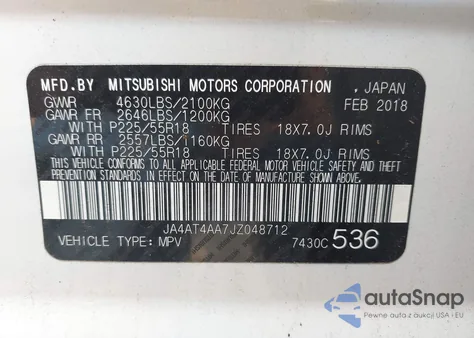 MFD.BY MITSUBISHI MOTORS CORPORATION , JAPAN
GVWR 4630LBS/2100KG FEB 2018
GAWR FR 2646LBS/1200KG
WITH P225/55R18 TIRES 18X7.0J RIMS
GAWR RR 2557LBS/1160KG
WITH P225/55R18 TIRES 18X7.0J RIMS
THIS VEHICLE CONFORMS TO ALL APPLICABLE FEDERAL MOTOR VEHICLE SAFETY AND THEFT
PREVENTION STANDARDS IN EFFECT ON THE DATE OF MANUFACTURE SHOWN ABOVE.
JA4AT4AA7JZ048712
VEHICLE TYPE: MPV 7430C 536
autoSnap
Pewne auta z aukcji USA i EU